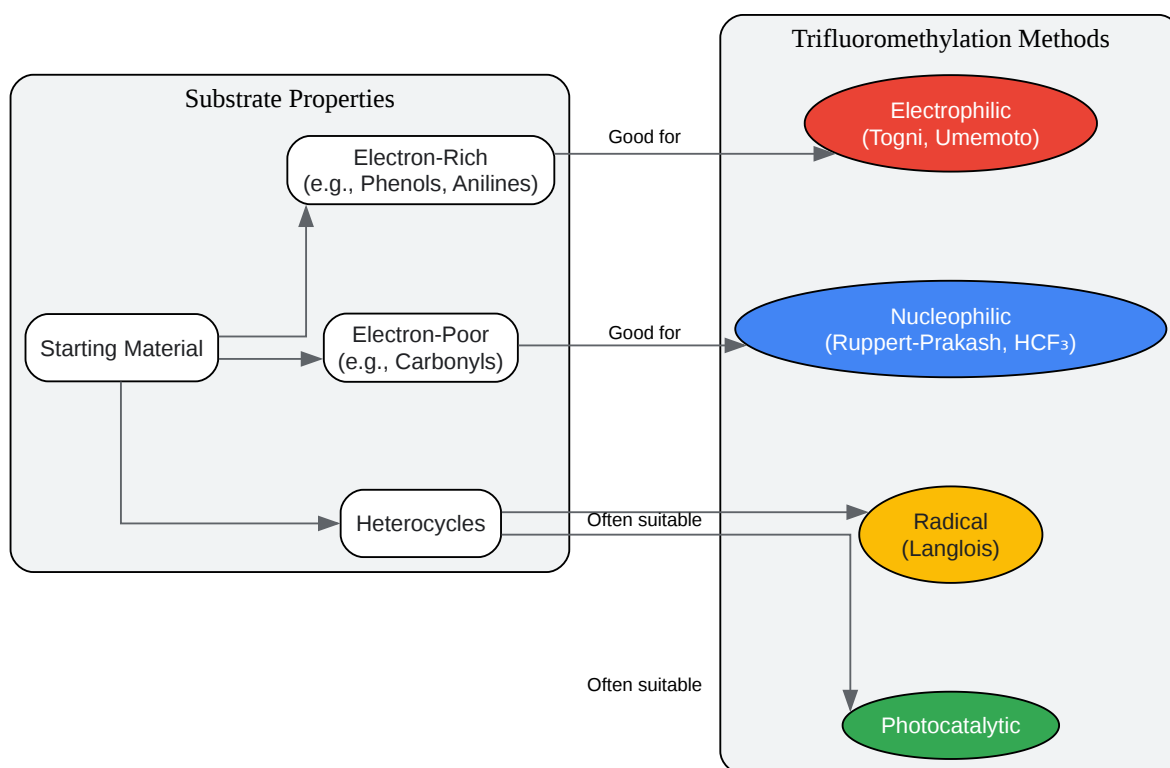 Trifluoromethylation Methods
Substrate Properties
Electrophilic
(Togni, Umemoto)
Electron-Rich
(e.g., Phenols, Anilines)
Good for
Nucleophilic
(Ruppert-Prakash, HCF₃)
Starting Material
Electron-Poor
(e.g., Carbonyls)
Good for
Heterocycles
Often suitable
Radical
(Langlois)
Often suitable
Photocatalytic